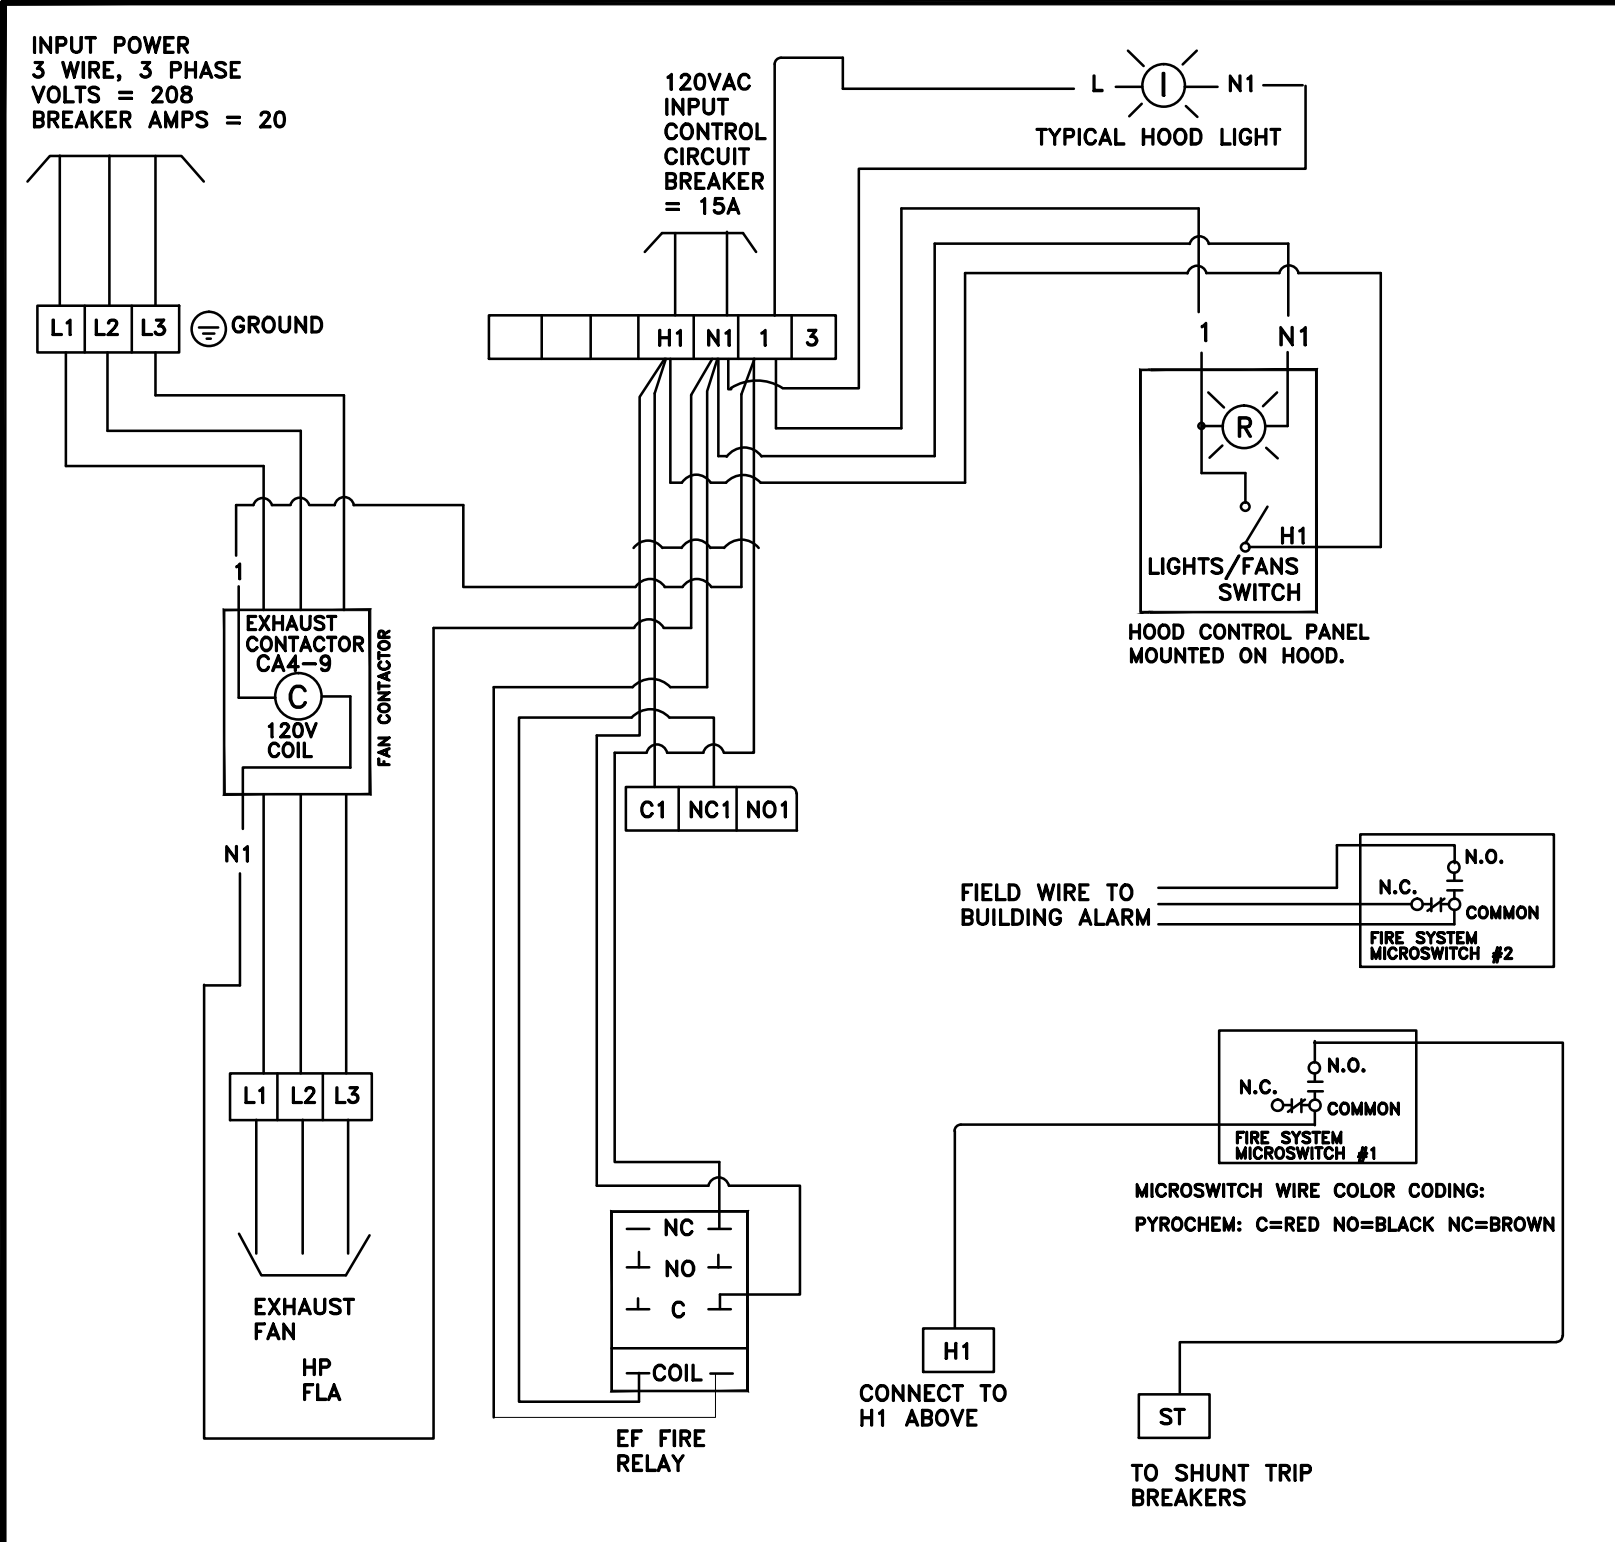 INPUT POWER
3 WIRE, 3 PHASE
VOLTS = 208
BREAKER AMPS = 20
120VAC
INPUT
CONTROL
CIRCUIT
BREAKER
= 15A
L I N1
TYPICAL HOOD LIGHT
L1 L2 L3 GROUND
H1 N1 1 3
1 N1
R
H1
LIGHTS/FANS
SWITCH
HOOD CONTROL PANEL
MOUNTED ON HOOD.
1
EXHAUST
CONTACTOR
CA4-9
C
120V
COIL
FAN CONTACTOR
N1
C1 NC1 NO1
FIELD WIRE TO
BUILDING ALARM
N.O.
N.C.
COMMON
FIRE SYSTEM
MICROSWITCH #2
N.O.
N.C.
COMMON
FIRE SYSTEM
MICROSWITCH #1
MICROSWITCH WIRE COLOR CODING:
PYROCHEM: C=RED NO=BLACK NC=BROWN
L1 L2 L3
EXHAUST
FAN
HP
FLA
NC
NO
C
COIL
EF FIRE
RELAY
H1
CONNECT TO
H1 ABOVE
ST
TO SHUNT TRIP
BREAKERS